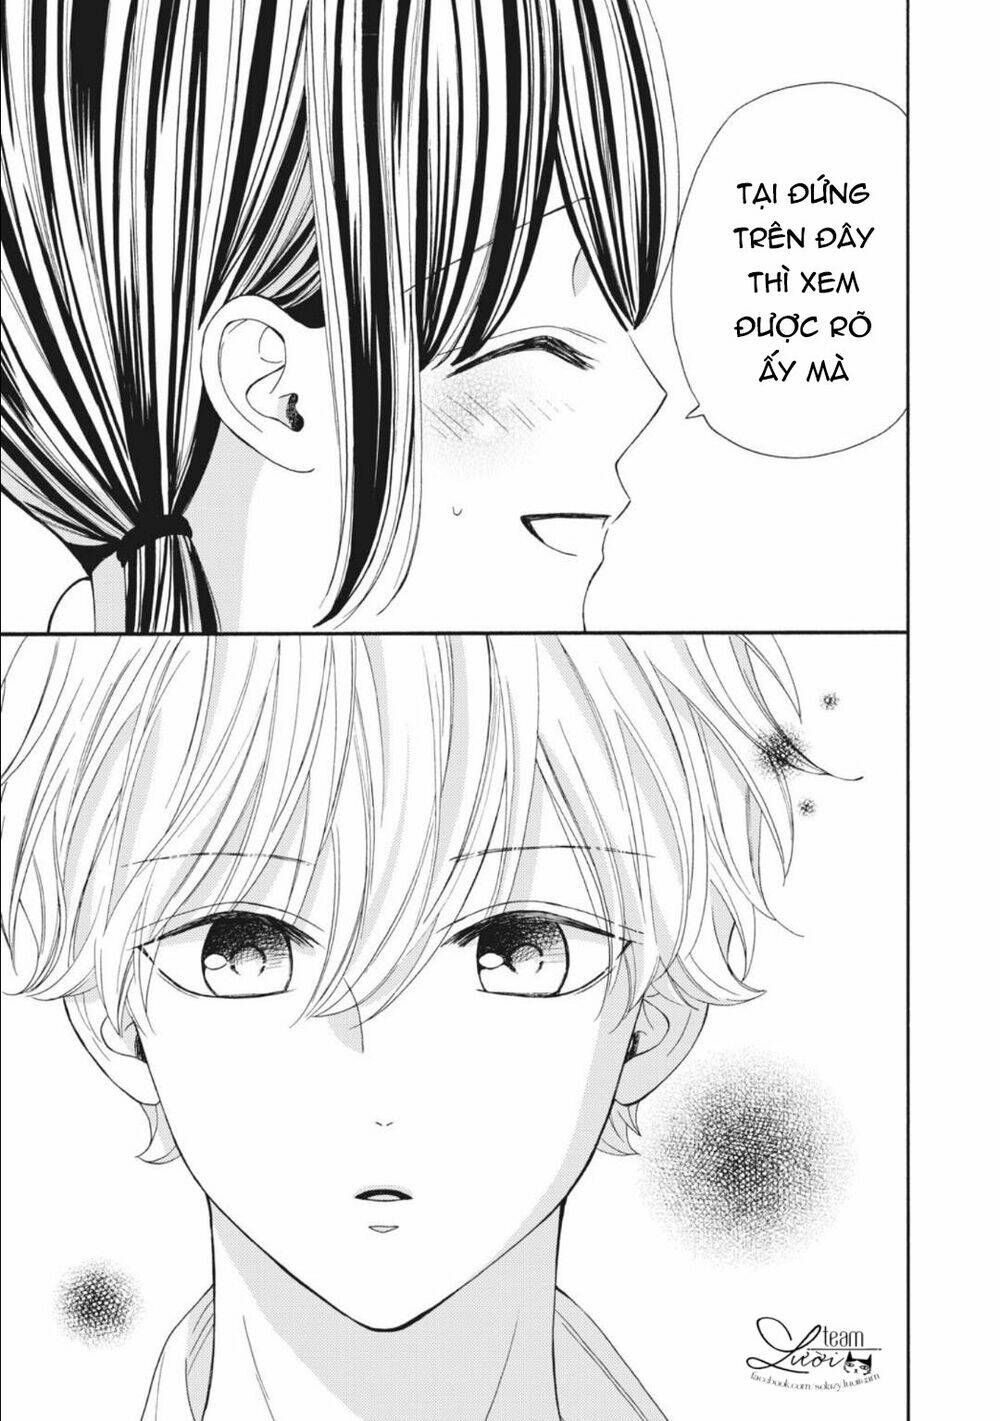 TẠI ĐỨNG
TRÊN ĐÂY
THÌ XEM
ĐƯỢC RÕ
ẤY MÀ
team
Lười